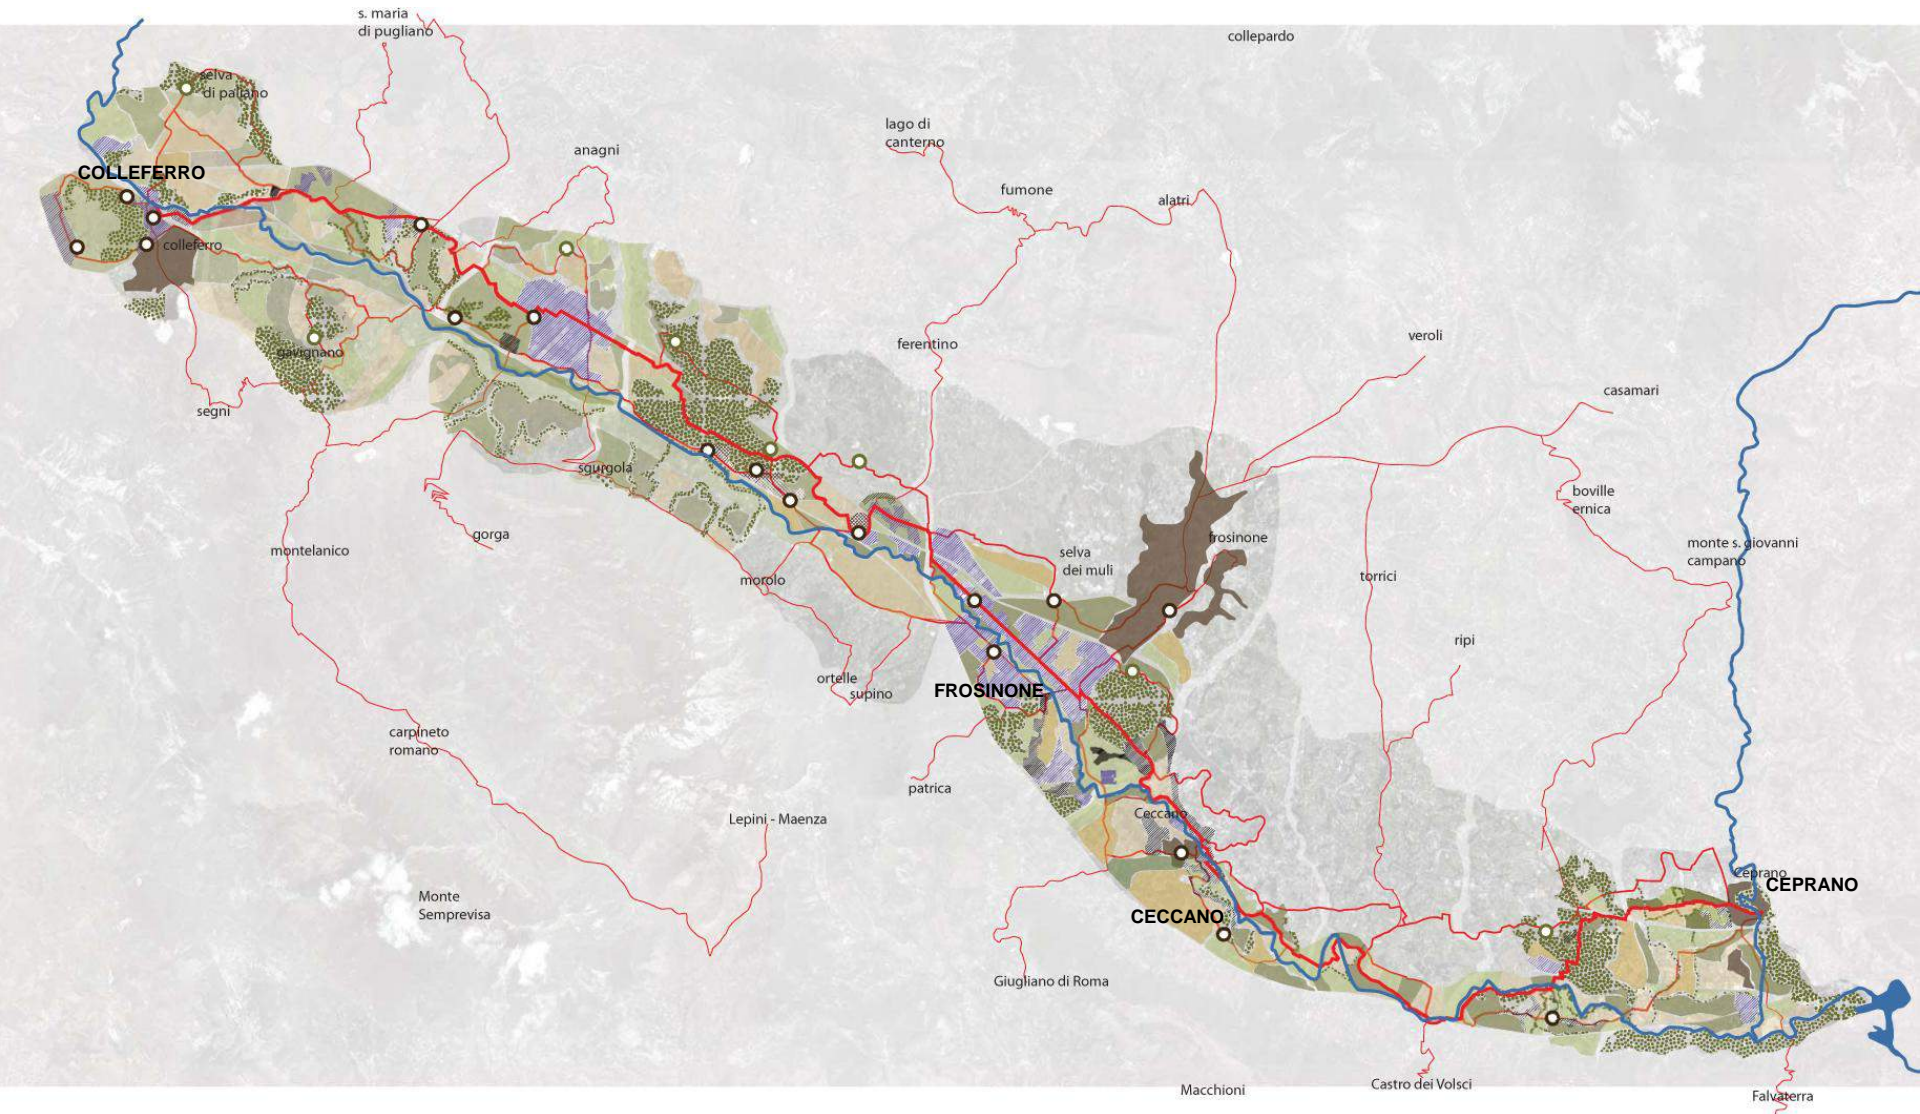 s. maria
di pugliano
collepardo
selva
di paliano
lago di
canterno
anagni
COLLEFERRO
fumone
alatri
colleferro
veroli
ferentino
gavignano
casamari
segni
sgurgola
boville
ernica
gorga
frosinone
montelanico
monte s. giovanni
campano
selva
dei muli
morolo
torrici
ripi
ortelle
supino
FROSINONE
carpineto
romano
patrica
Lepini - Maenza
Ceccano
Ceprano
CEPRANO
Monte
Semprevisa
CECCANO
Giugliano di Roma
Macchioni
Castro dei Volsci
Falvaterra